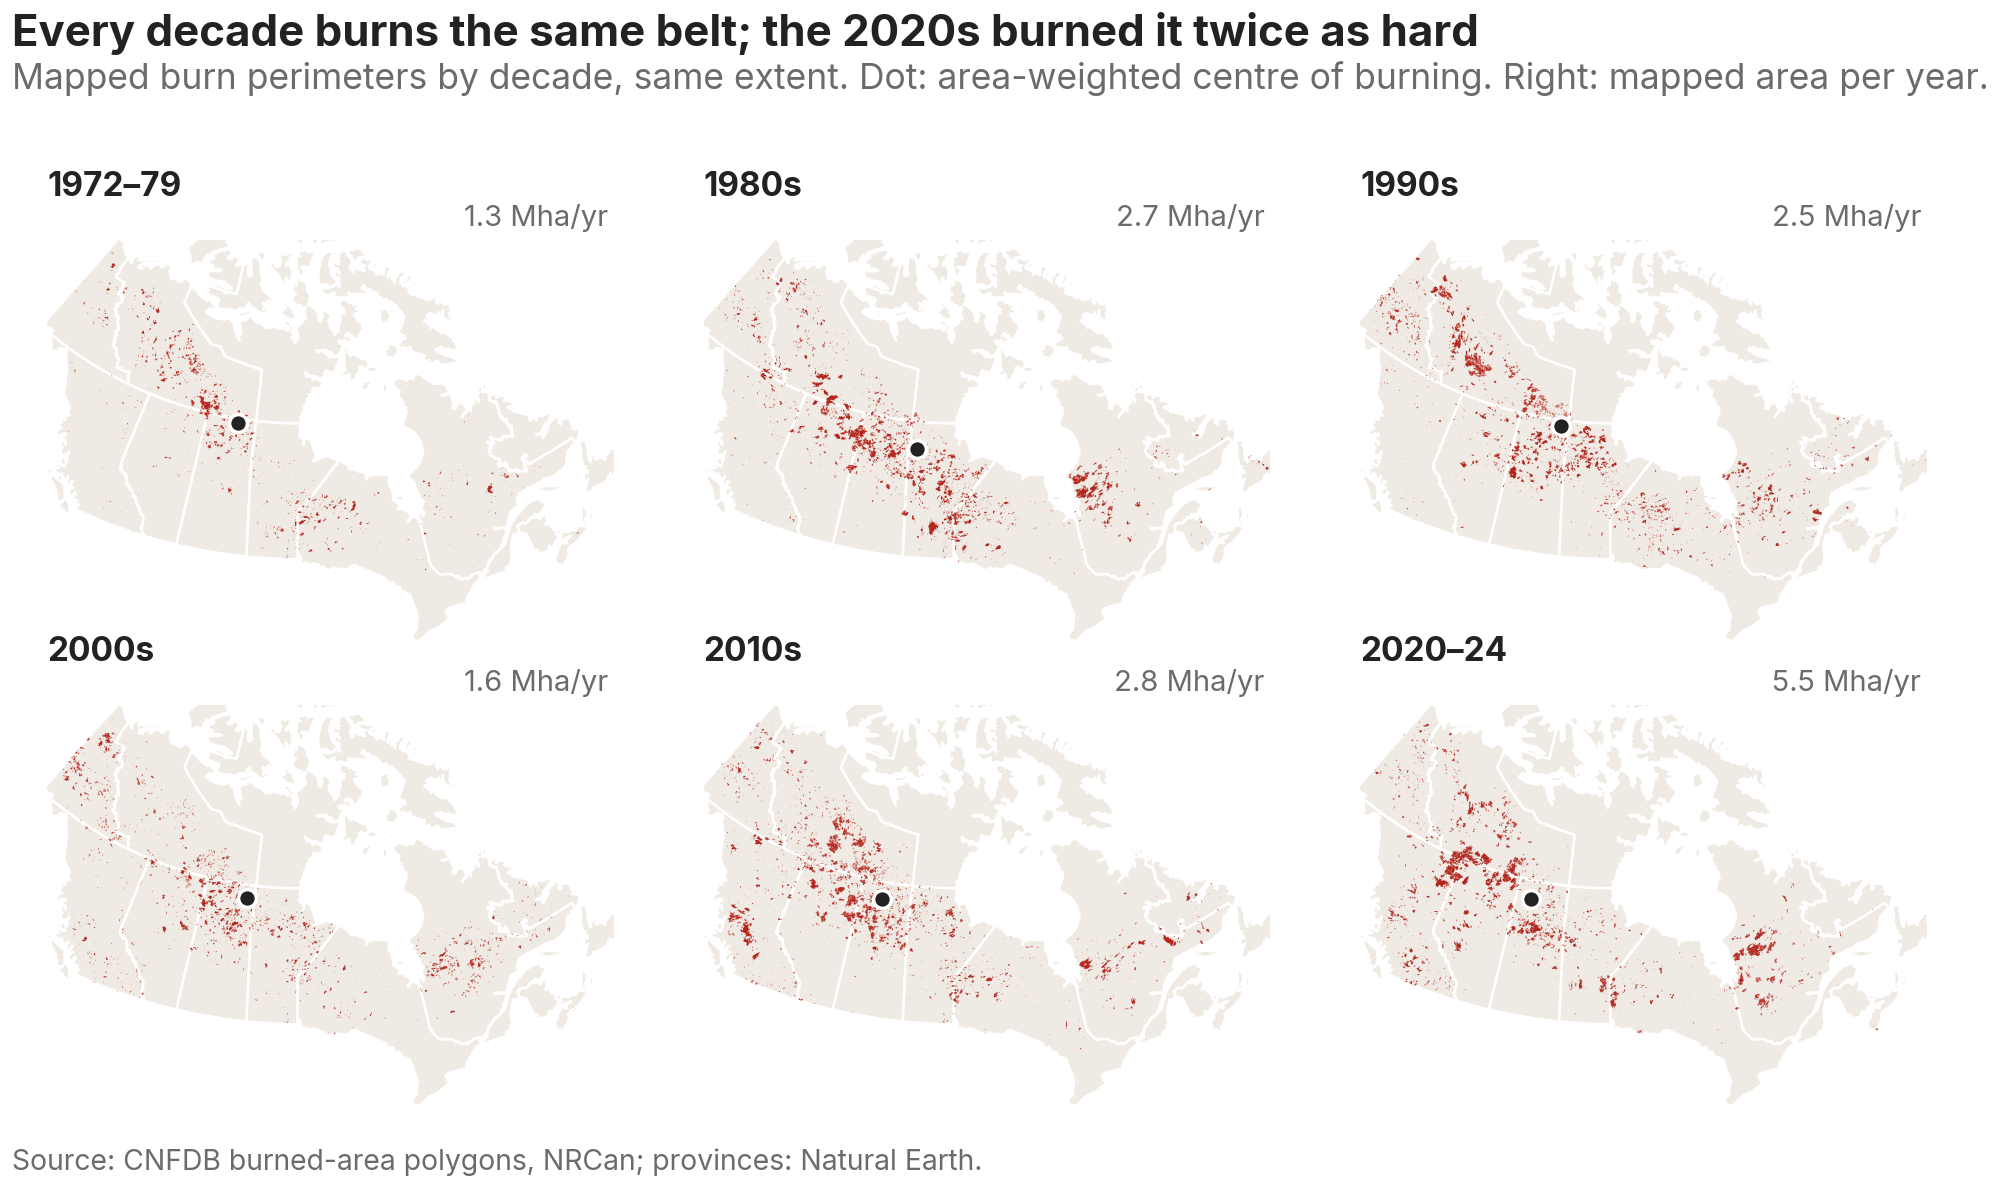 Every decade burns the same belt; the 2020s burned it twice as hard
Mapped burn perimeters by decade, same extent. Dot: area-weighted centre of burning. Right: mapped area per year.
1972–79
1.3 Mha/yr
1980s
2.7 Mha/yr
1990s
2.5 Mha/yr
2000s
1.6 Mha/yr
2010s
2.8 Mha/yr
2020–24
5.5 Mha/yr
Source: CNFDB burned-area polygons, NRCan; provinces: Natural Earth.